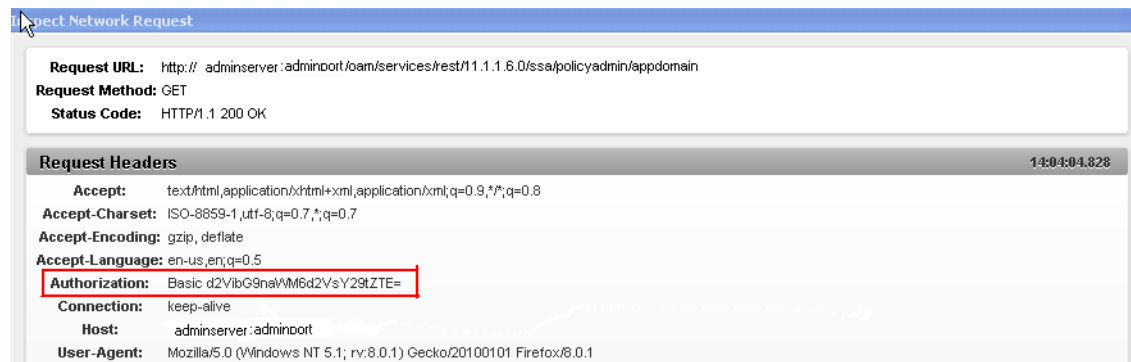 Inspect Network Request
Request URL: http:// adminserver:adminport/oam/services/rest/11.1.1.6.0/ssa/policyadmin/appdomain
Request Method: GET
Status Code: HTTP/1.1 200 OK
Request Headers 14:04:04.828
Accept: text/html,application/xhtml+xml,application/xml;q=0.9,*/*;q=0.8
Accept-Charset: ISO-8859-1,utf-8;q=0.7,*;q=0.7
Accept-Encoding: gzip, deflate
Accept-Language: en-us,en;q=0.5
Authorization: Basic d2VibG9naWM6d2VsY29tZTE=
Connection: keep-alive
Host: adminserver:adminport
User-Agent: Mozilla/5.0 (Windows NT 5.1; rv:8.0.1) Gecko/20100101 Firefox/8.0.1